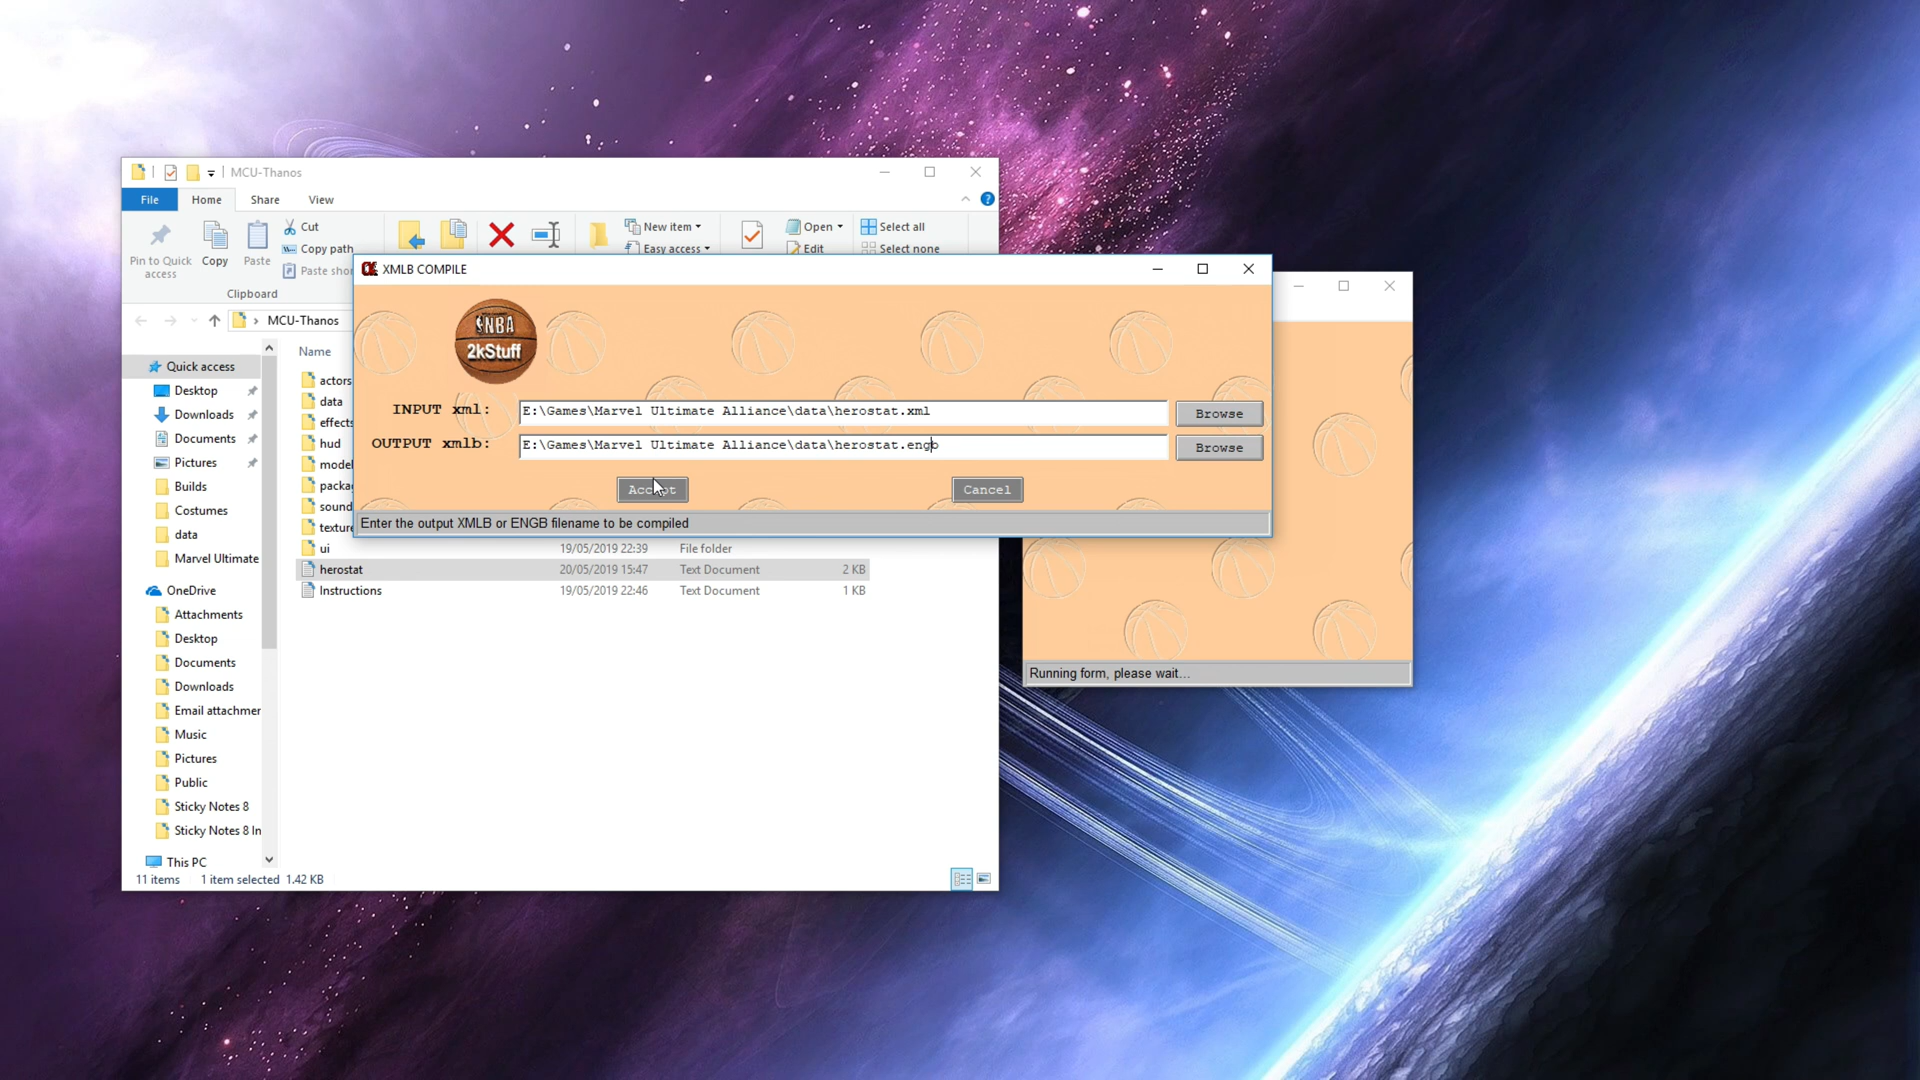 MCU-Thanos
File Home Share View
Pin to Quick access
Copy
Paste
Cut
Copy path
Paste shor
New item
Easy access
Open
Edit
Select all
Select none
Clipboard
MCU-Thanos
XMLB COMPILE
NBA
2kStuff
INPUT xml: E:\Games\Marvel Ultimate Alliance\data\herostat.xml Browse
OUTPUT xmlb: E:\Games\Marvel Ultimate Alliance\data\herostat.engb Browse
Accept Cancel
Enter the output XMLB or ENGB filename to be compiled
Running form, please wait...
Quick access
Desktop
Downloads
Documents
Pictures
Builds
Costumes
data
Marvel Ultimate
OneDrive
Attachments
Desktop
Documents
Downloads
Email attachmer
Music
Pictures
Public
Sticky Notes 8
Sticky Notes 8 In
This PC
Name
actors
data
effects
hud
model
packa
sound
texture
ui 19/05/2019 22:39 File folder
herostat 20/05/2019 15:47 Text Document 2 KB
Instructions 19/05/2019 22:46 Text Document 1 KB
11 items 1 item selected 1.42 KB